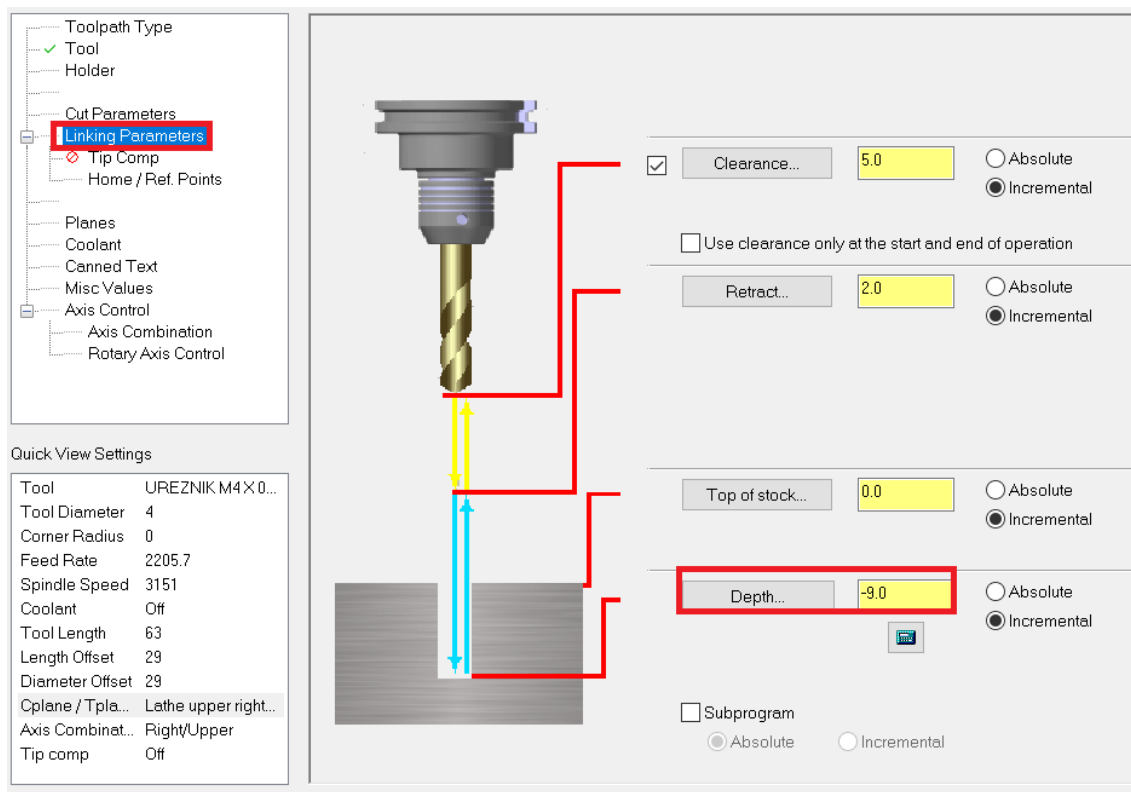 Toolpath Type
Tool
Holder
Cut Parameters
Linking Parameters
Tip Comp
Home / Ref. Points
Planes
Coolant
Canned Text
Misc Values
Axis Control
Axis Combination
Rotary Axis Control
Quick View Settings
Tool UREZNIK M4 X 0...
Tool Diameter 4
Corner Radius 0
Feed Rate 2205.7
Spindle Speed 3151
Coolant Off
Tool Length 63
Length Offset 29
Diameter Offset 29
Cplane / Tpla... Lathe upper right...
Axis Combinat... Right/Upper
Tip comp Off
Clearance... 5.0 Absolute
Incremental
Use clearance only at the start and end of operation
Retract... 2.0 Absolute
Incremental
Top of stock... 0.0 Absolute
Incremental
Depth... -9.0 Absolute
Incremental
Subprogram
Absolute Incremental